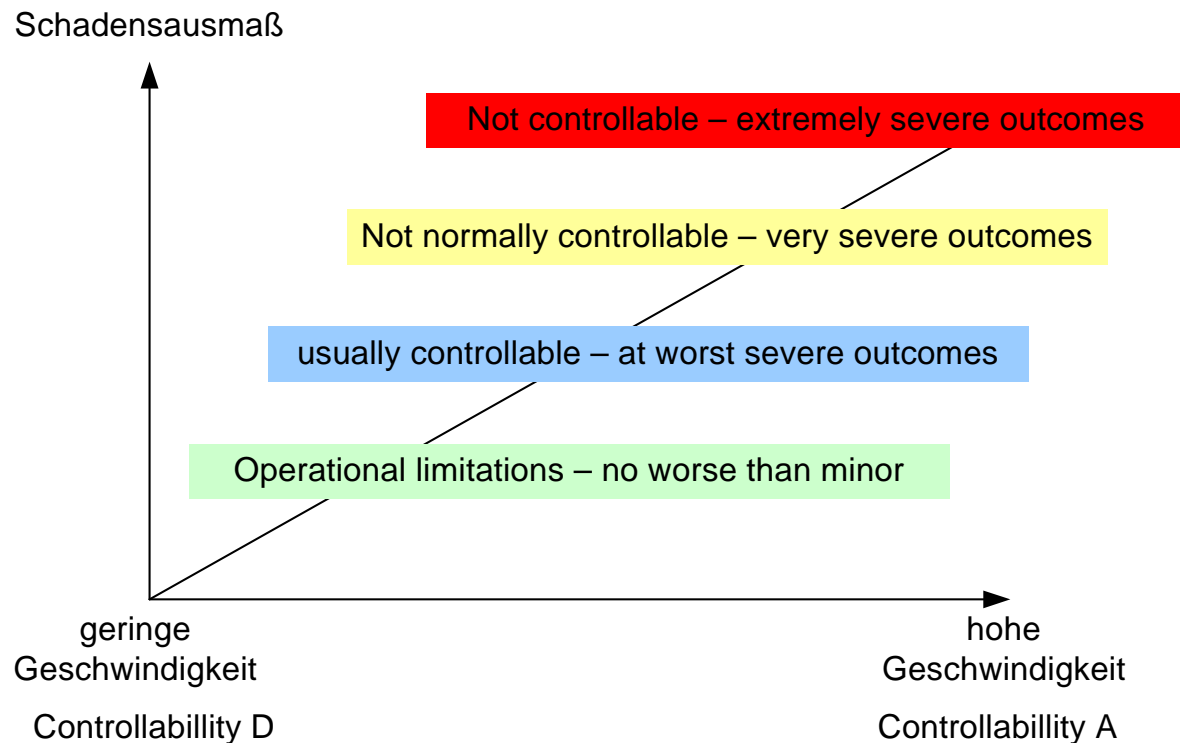 Schadensausmaß
Not controllable – extremely severe outcomes
Not normally controllable – very severe outcomes
usually controllable – at worst severe outcomes
Operational limitations – no worse than minor
geringe
Geschwindigkeit
hohe
Geschwindigkeit
Controllabillity D
Controllabillity A